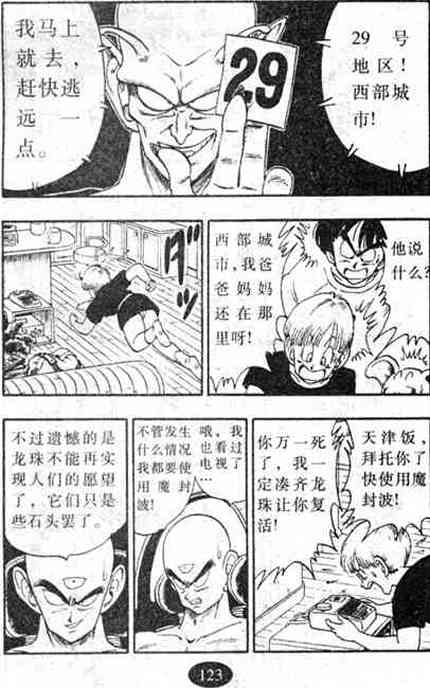 29 号
地区!
西部城
市!
29
我马上
就去,
赶快逃
远一
点。
他说
什么?
西部城
市,我爸
爸妈妈
还在那
里呀!
ダッ
天津饭,
拜托你了
快使用魔
封波!
你万一死
了,我一
定凑齐龙
珠让你复
活!
哦,我
也看过
电视了
…
不管发生
什么情况
我都要使
用魔封
波!
不过遗憾的是
龙珠不能再实
现人们的愿望
了,它们只是
些石头罢了。
123